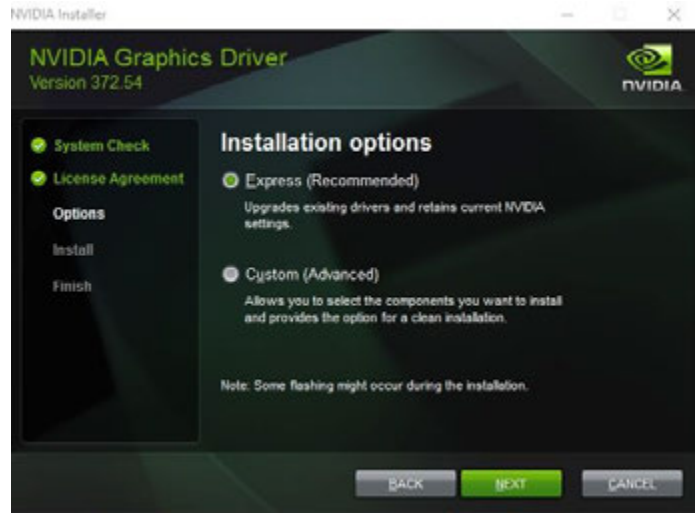 NVIDIA Installer
NVIDIA Graphics Driver
Version 372.54
NVIDIA
System Check
License Agreement
Options
Install
Finish
Installation options
Express (Recommended)
Upgrades existing drivers and retains current NVIDIA
settings.
Custom (Advanced)
Allows you to select the components you want to install
and provides the option for a clean installation.
Note: Some flashing might occur during the installation.
BACK
NEXT
CANCEL